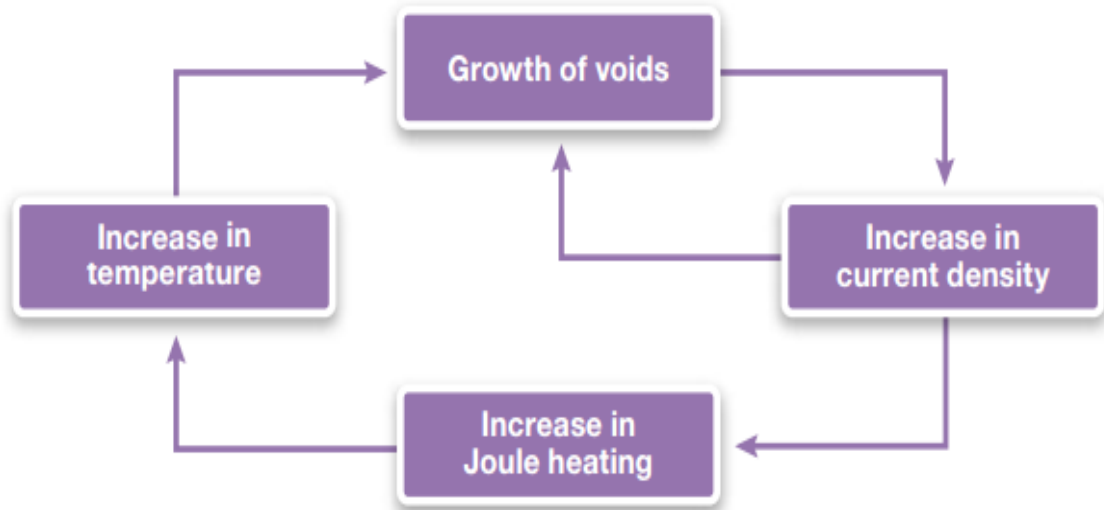 Growth of voids
Increase in
temperature
Increase in
current density
Increase in
Joule heating